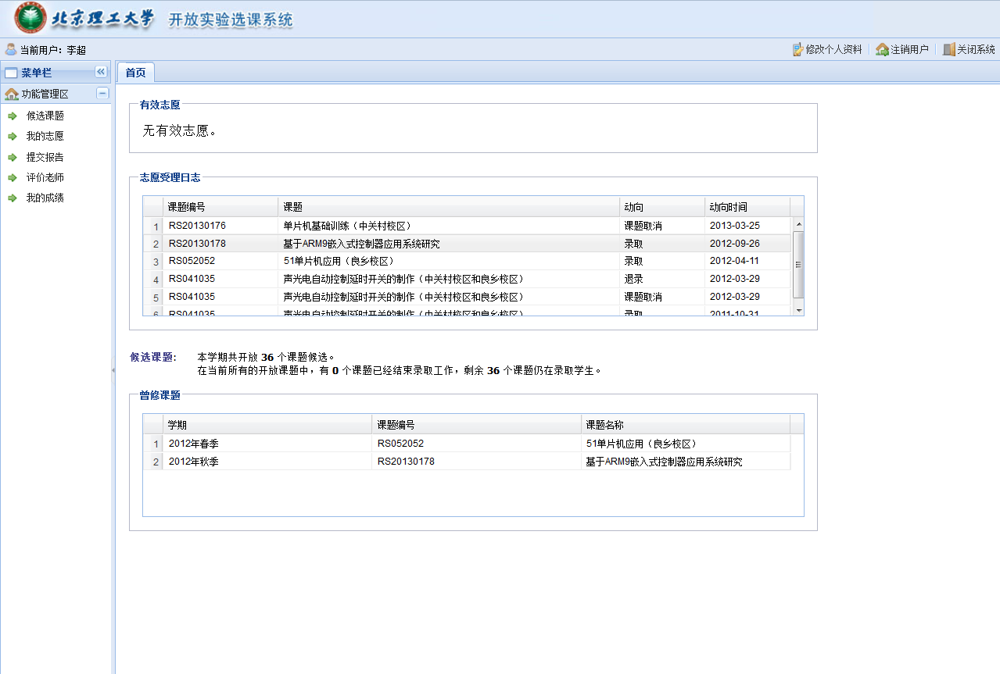 北京理工大学 开放实验选课系统
当前用户：李超 修改个人资料 注销用户 关闭系统
菜单栏 首页
功能管理区
候选课题
我的志愿
提交报告
评价老师
我的成绩
有效志愿
无有效志愿。
志愿受理日志
课题编号 课题 动向 动向时间
1 RS20130176 单片机基础训练（中关村校区） 课题取消 2013-03-25
2 RS20130178 基于ARM9嵌入式控制器应用系统研究 录取 2012-09-26
3 RS052052 51单片机应用（良乡校区） 录取 2012-04-11
4 RS041035 声光电自动控制延时开关的制作（中关村校区和良乡校区） 退录 2012-03-29
5 RS041035 声光电自动控制延时开关的制作（中关村校区和良乡校区） 课题取消 2012-03-29
6 RS041035 声光电自动控制延时开关的制作（中关村校区和良乡校区） 录取 2011-10-31
候选课题: 本学期共开放 36 个课题候选。
在当前所有的开放课题中，有 0 个课题已经结束录取工作，剩余 36 个课题仍在录取学生。
曾修课题
学期 课题编号 课题名称
1 2012年春季 RS052052 51单片机应用（良乡校区）
2 2012年秋季 RS20130178 基于ARM9嵌入式控制器应用系统研究